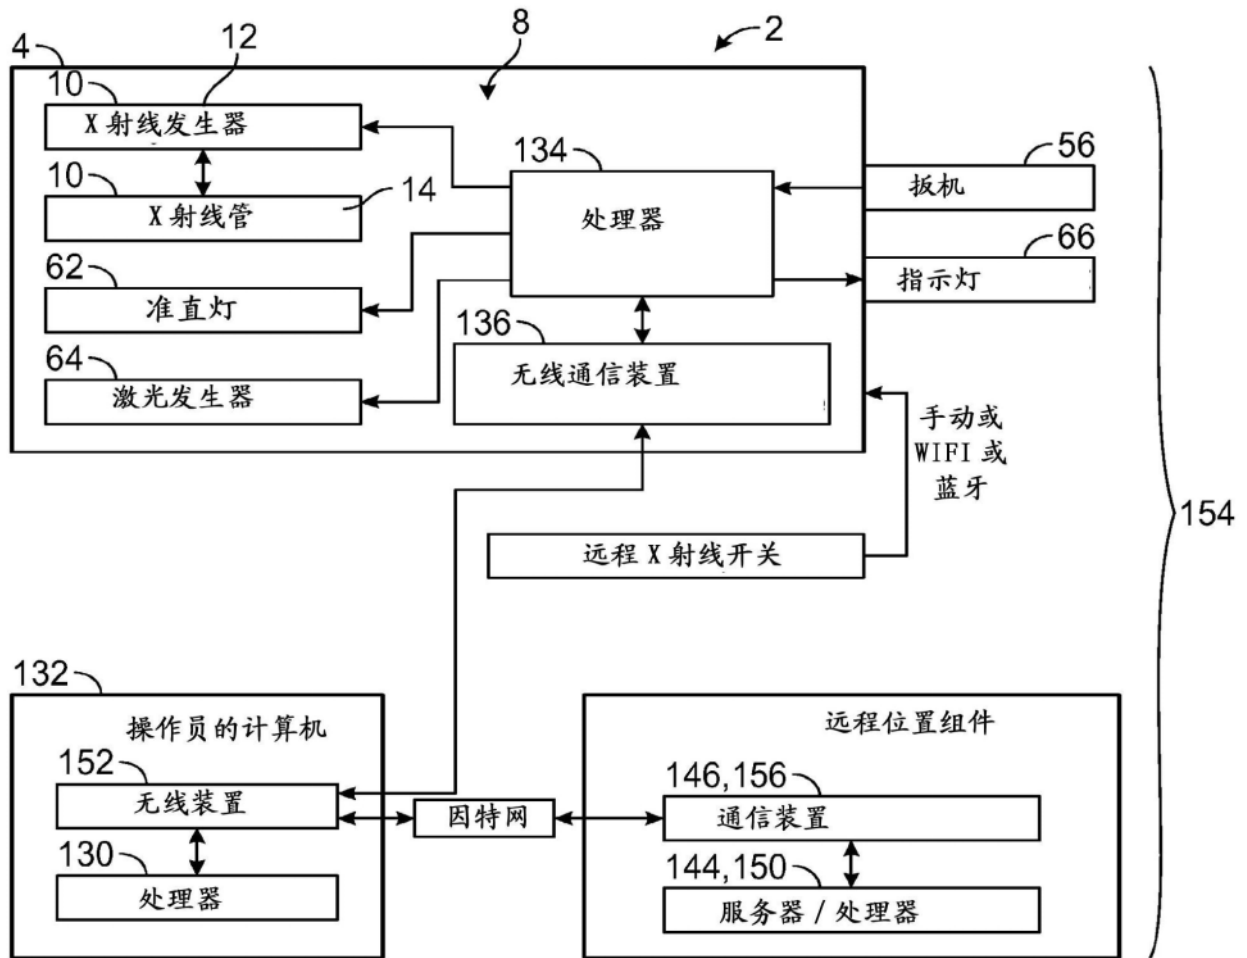 2
8
12
4
10
X 射线发生器
134
56
扳机
10
14
X 射线管
处理器
66
指示灯
62
准直灯
136
无线通信装置
64
激光发生器
手动或
WIFI 或
蓝牙
154
远程 X 射线开关
132
操作员的计算机
远程位置组件
152
无线装置
146,156
通信装置
因特网
130
处理器
144,150
服务器 / 处理器